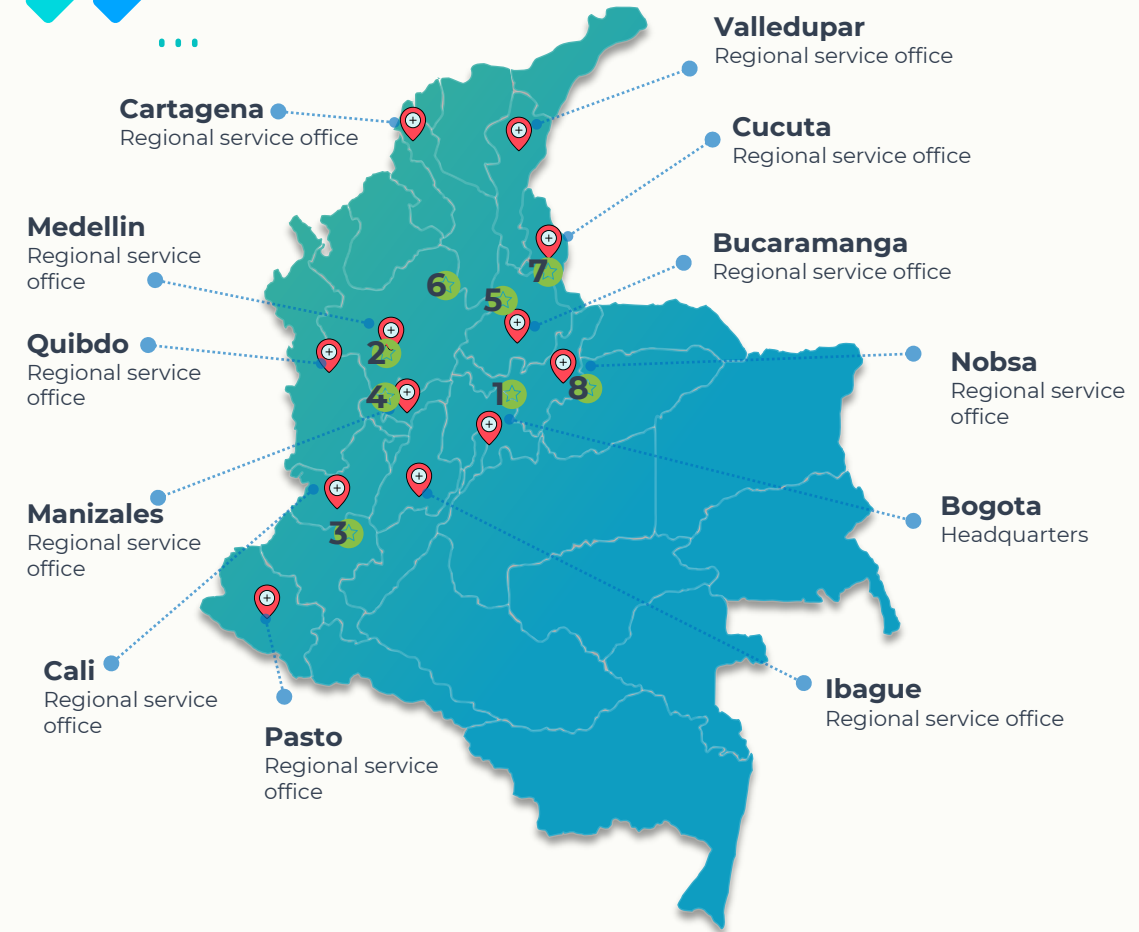 Valledupar
Regional service office
Cartagena
Regional service office
Cucuta
Regional service office
Medellin
Regional service
office
Bucaramanga
Regional service office
7
6
5
Quibdo
Regional service
office
2
Nobsa
Regional service
office
4
1
8
Manizales
Regional service
office
Bogota
Headquarters
3
Cali
Regional service
office
Ibague
Regional service office
Pasto
Regional service
office